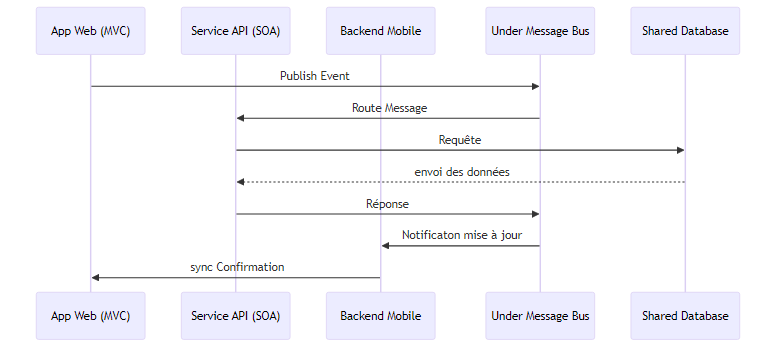 App Web (MVC)
Service API (SOA)
Backend Mobile
Under Message Bus
Shared Database
Publish Event
Route Message
Requête
envoi des données
Réponse
Notificaton mise à jour
sync Confirmation
App Web (MVC)
Service API (SOA)
Backend Mobile
Under Message Bus
Shared Database